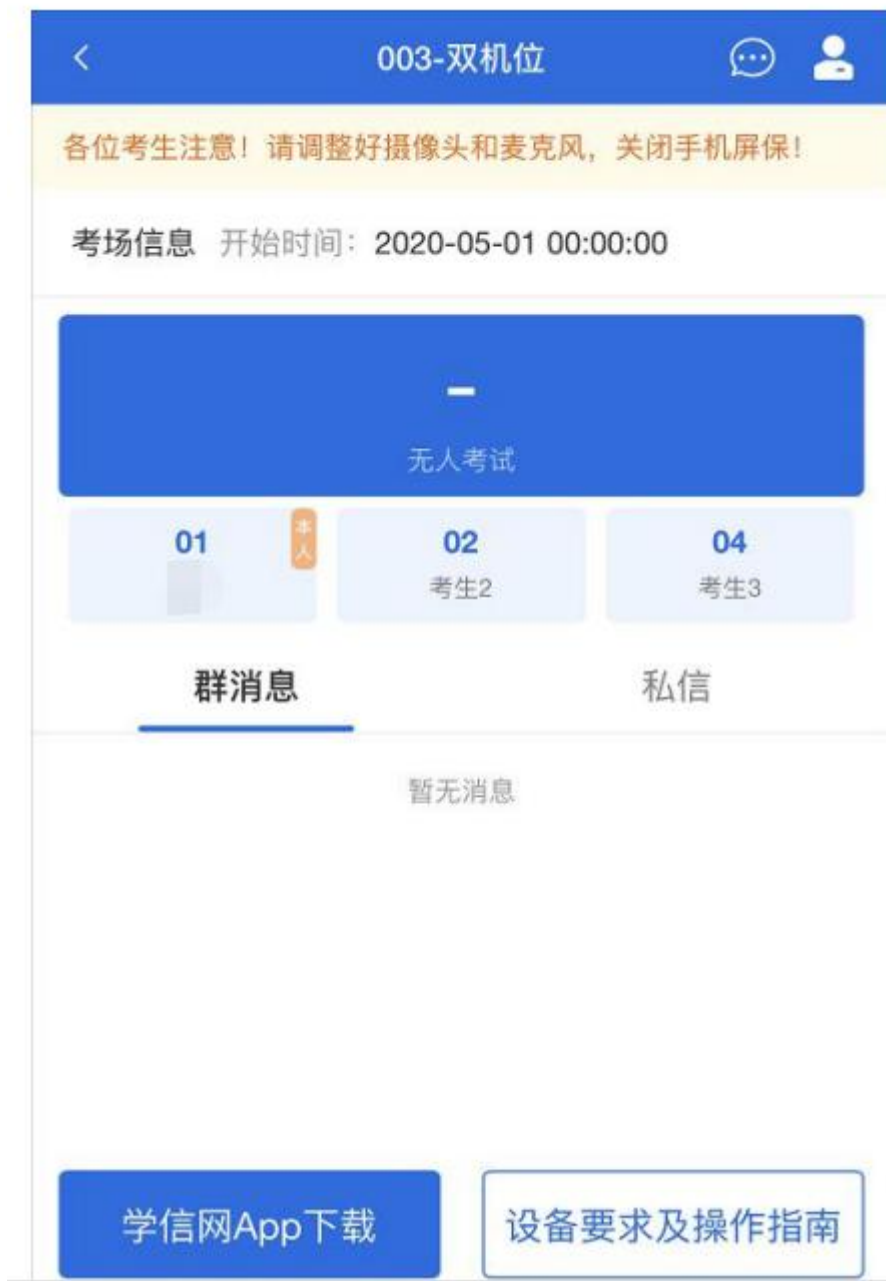 003-双机位
各位考生注意！请调整好摄像头和麦克风，关闭手机屏保！
考场信息 开始时间：2020-05-01 00:00:00
-
无人考试
01 本人 02 04
考生2 考生3
群消息 私信
暂无消息
学信网App下载 设备要求及操作指南